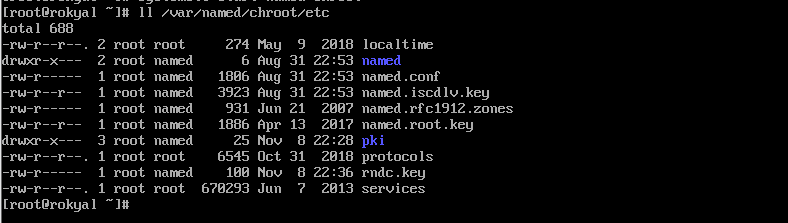 [root@rokyal ~]# ll /var/named/chroot/etc
total 688
-rw-r--r--. 2 root root     274 May  9  2018 localtime
drwxr-x---  2 root named      6 Aug 31 22:53 named
-rw-r-----  1 root named   1806 Aug 31 22:53 named.conf
-rw-r--r--  1 root named   3923 Aug 31 22:53 named.iscdlv.key
-rw-r-----  1 root named    931 Jun 21  2007 named.rfc1912.zones
-rw-r--r--  1 root named   1886 Apr 13  2017 named.root.key
drwxr-x---  3 root named     25 Nov  8 22:28 pki
-rw-r--r--. 1 root root    6545 Oct 31  2018 protocols
-rw-r-----  1 root named    100 Nov  8 22:36 rndc.key
-rw-r--r--. 1 root root  670293 Jun  7  2013 services
[root@rokyal ~]#